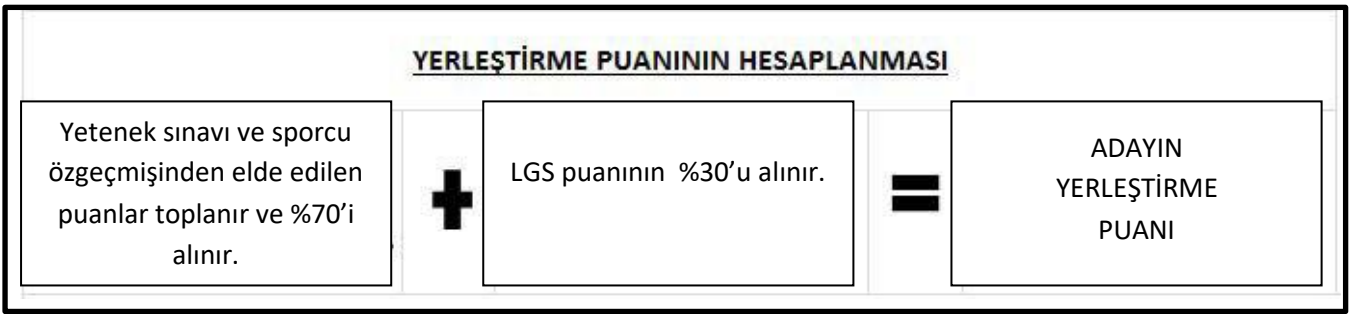 YERLEŞTİRME PUANININ HESAPLANMASI
Yetenek sınavı ve sporcu
özgeçmişinden elde edilen
puanlar toplanır ve %70’i
alınır.
+
LGS puanının %30’u alınır.
=
ADAYIN
YERLEŞTİRME
PUANI